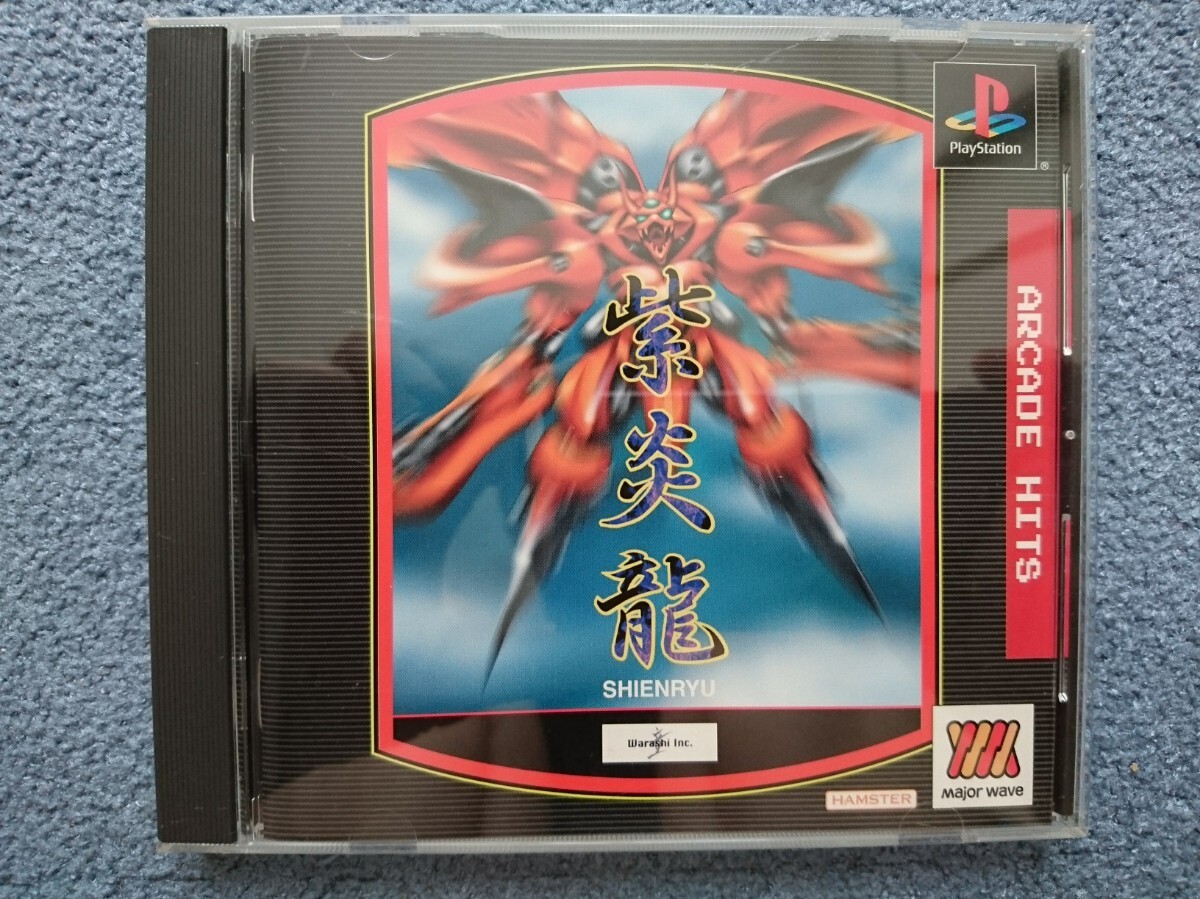 PlayStation
®
ARCADE HITS
紫炎龍
SHIENRYU
Warashi Inc.
HAMSTER
major wave